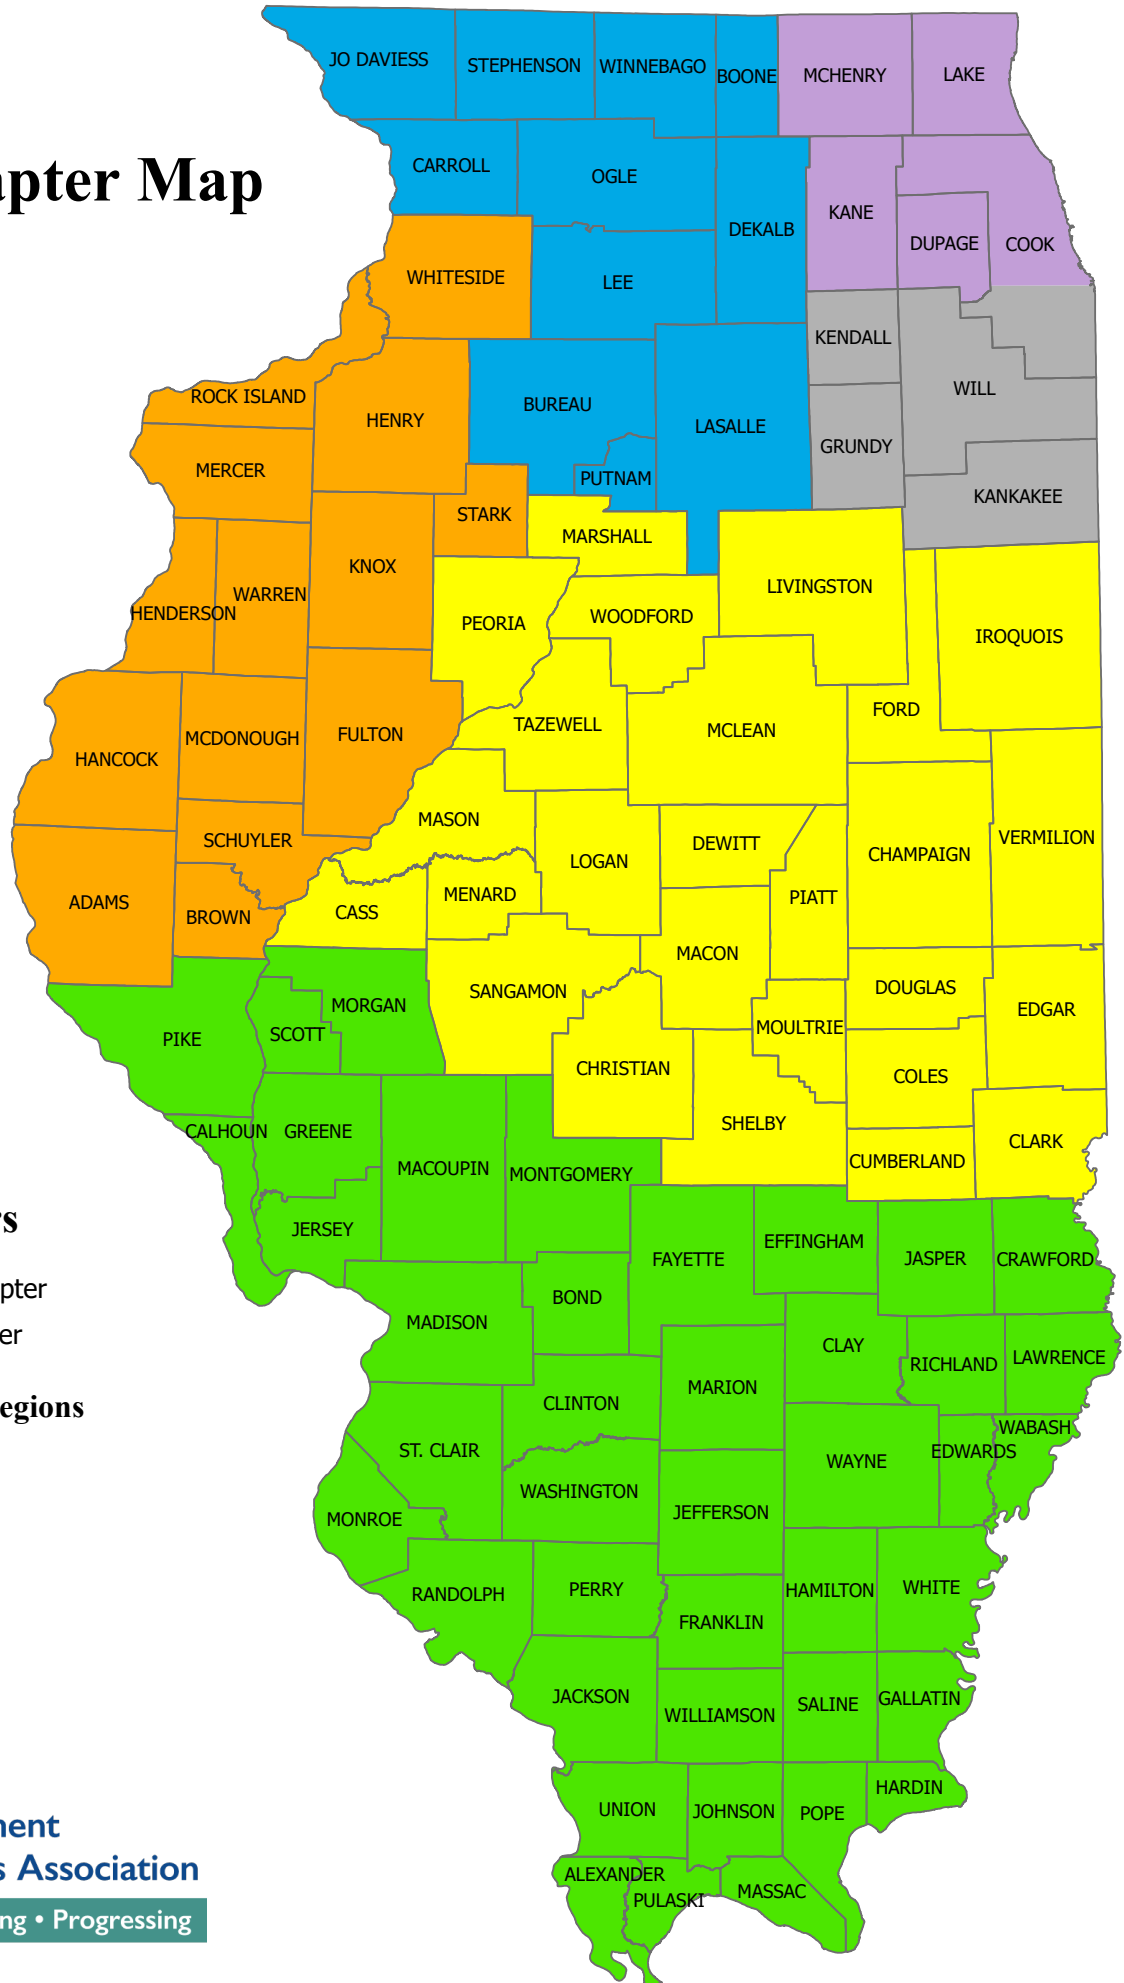 JO DAVIESS
STEPHENSON
WINNEBAGO
BOONE
MCHENRY
LAKE
CARROLL
OGLE
apter Map
KANE
DEKALB
DUPAGE
COOK
WHITESIDE
LEE
KENDALL
ROCK ISLAND
HENRY
BUREAU
LASALLE
WILL
GRUNDY
MERCER
PUTNAM
KANKAKEE
STARK
MARSHALL
KNOX
LIVINGSTON
HENDERSON
WARREN
PEORIA
WOODFORD
IROQUOIS
FORD
HANCOCK
MCDONOUGH
FULTON
TAZEWELL
MCLEAN
MASON
SCHUYLER
LOGAN
DEWITT
CHAMPAIGN
VERMILION
ADAMS
BROWN
CASS
MENARD
PIATT
MACON
SANGAMON
DOUGLAS
EDGAR
MORGAN
PIKE
SCOTT
MOULTRIE
CHRISTIAN
COLES
CALHOUN
GREENE
SHELBY
CLARK
MACOUPIN
MONTGOMERY
CUMBERLAND
rs
JERSEY
FAYETTE
EFFINGHAM
JASPER
CRAWFORD
pter
BOND
er
MADISON
CLAY
RICHLAND
LAWRENCE
egions
CLINTON
MARION
ST. CLAIR
WAYNE
EDWARDS
WABASH
MONROE
WASHINGTON
JEFFERSON
RANDOLPH
PERRY
FRANKLIN
HAMILTON
WHITE
JACKSON
WILLIAMSON
SALINE
GALLATIN
UNION
JOHNSON
POPE
HARDIN
nent
s Association
ALEXANDER
PULASKI
MASSAC
ng • Progressing